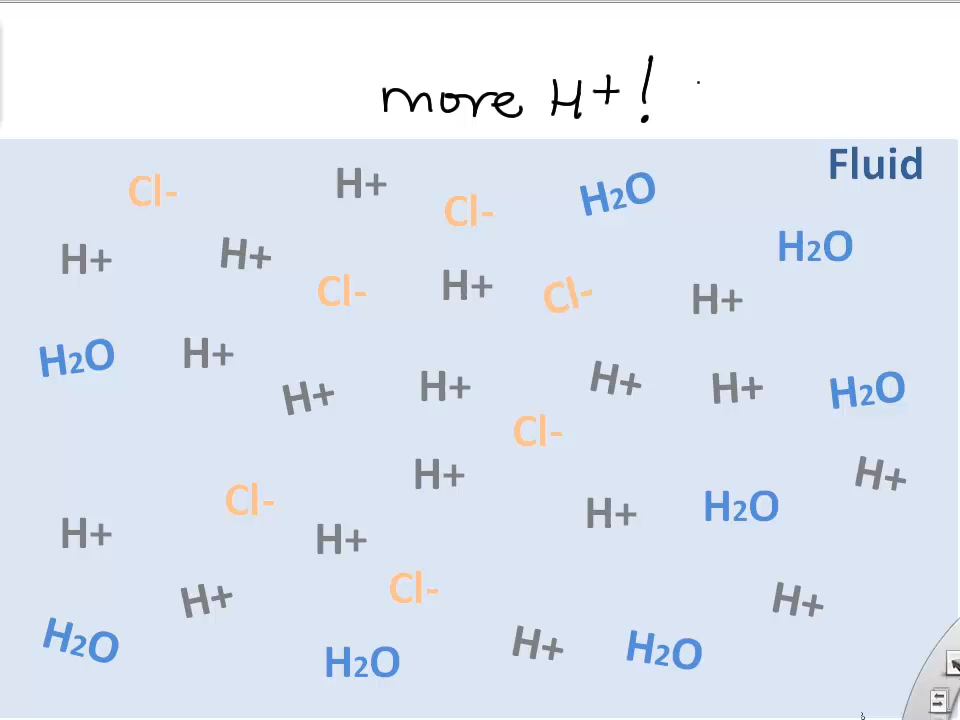 more H+!
Fluid
Cl- H+ Cl- H2O
H+ H+ H2O
Cl- H+ Cl- H+
H2O H+
H+ H+ H+ H+ H2O
Cl-
H+ H+
Cl- H+ H2O
H+ H+
H+ Cl- H+
H2O H2O H+ H2O